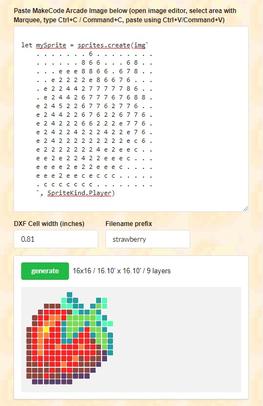 Paste MakeCode Arcade Image below (open image editor, select area with
Marquee, type Ctrl+C / Command+C, paste using Ctrl+V/Command+V)
let mySprite = sprites.create(img`
. . . . . . . 6 . . . . . . . .
. . . . . . 8 6 6 . . . 6 8 . .
. . . e e e 8 8 6 6 . 6 7 8 . .
. . e 2 2 2 2 e 8 6 6 7 6 . . .
. e 2 2 4 4 2 7 7 7 7 7 8 6 . .
. e 2 4 4 2 6 7 7 7 6 7 6 8 8 .
e 2 4 5 2 2 6 7 7 6 2 7 7 6 . .
e 2 4 4 2 2 6 7 6 2 2 6 7 7 6 .
e 2 4 2 2 2 6 6 2 2 2 e 7 7 6 .
e 2 4 2 2 2 2 4 2 2 2 4 2 2 e 7 6 .
e 2 4 2 2 2 2 2 2 2 2 2 e c 6 .
e 2 2 2 2 2 2 2 4 e 2 e e c . .
e e 2 e 2 2 4 2 2 e e e c . . .
e e e e 2 e 2 2 e e e c . . . .
e e e 2 e e c e c c c . . . . .
. c c c c c c c . . . . . . . .
`, SpriteKind.Player)
DXF Cell width (inches)
Filename prefix
0.81
strawberry
generate
16x16 / 16.10' x 16.10' / 9 layers